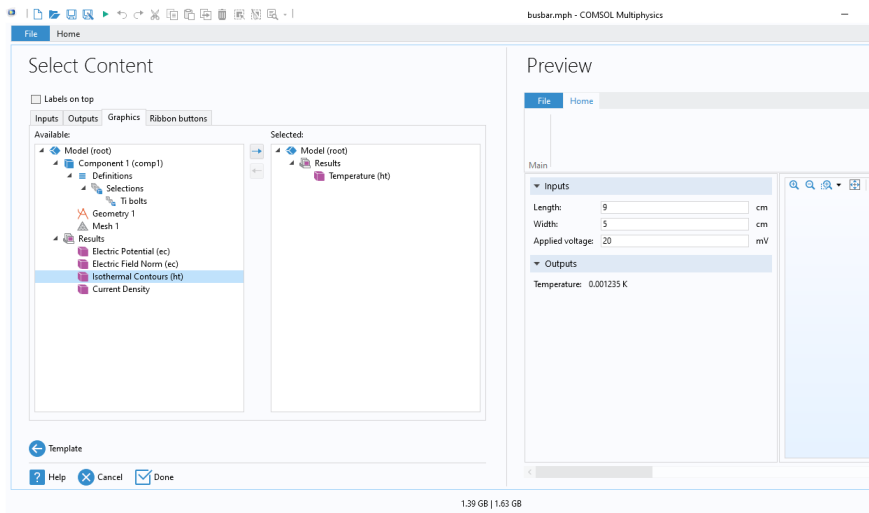 busbar.mph - COMSOL Multiphysics
File Home
Select Content
Labels on top
Inputs Outputs Graphics Ribbon buttons
Available:
Model (root)
Component 1 (comp1)
Definitions
Selections
Ti bolts
Geometry 1
Mesh 1
Results
Electric Potential (ec)
Electric Field Norm (ec)
Isothermal Contours (ht)
Current Density
Selected:
Model (root)
Results
Temperature (ht)
Template
? Help Cancel Done
Preview
File Home
Main
Inputs
Length: 9 cm
Width: 5 cm
Applied voltage: 20 mV
Outputs
Temperature: 0.001235 K
1.39 GB | 1.63 GB